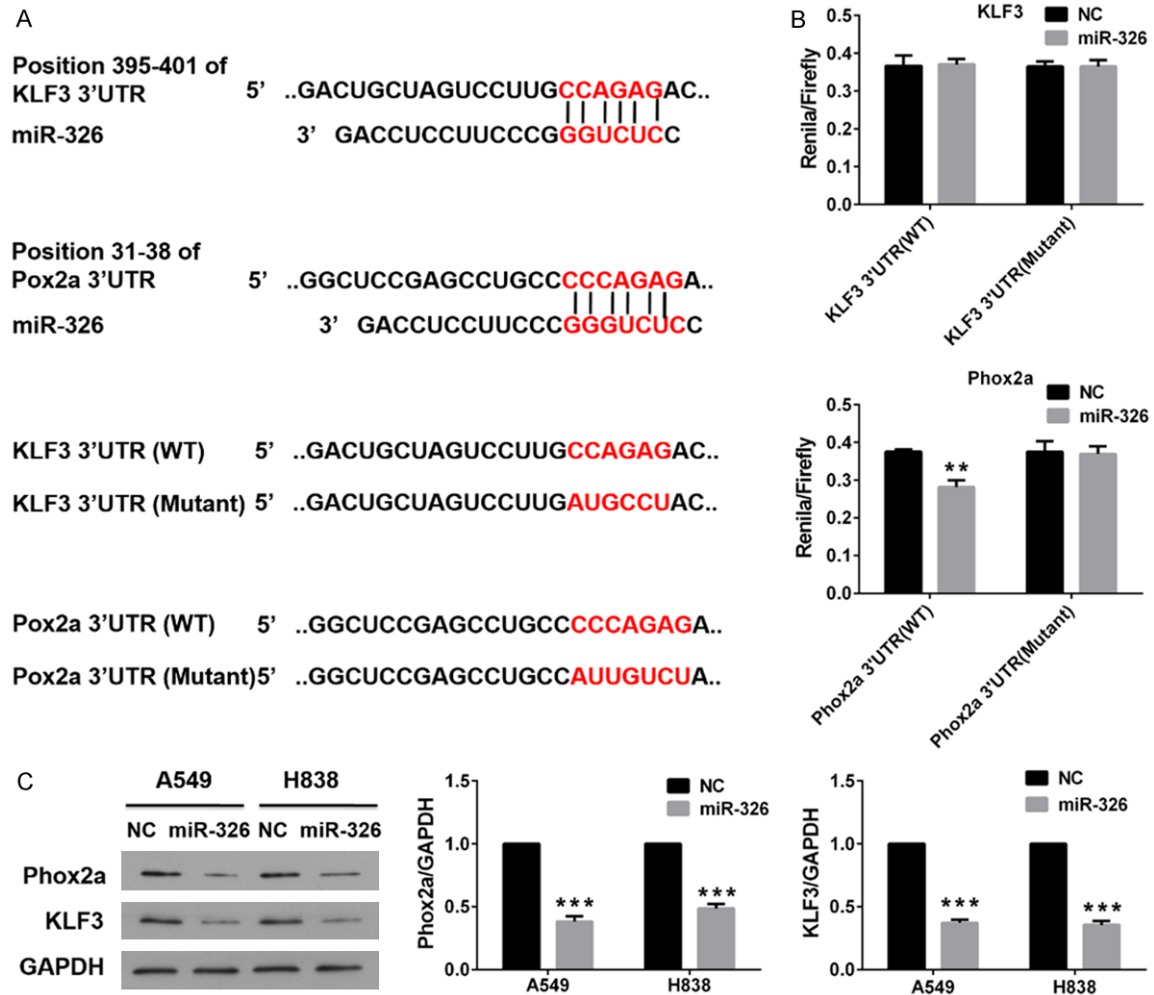 A
Position 395-401 of
KLF3 3’UTR 5’ ..GACUGCUAGUCCUUGCCAGAGAC..
miR-326 3’ GACCUCCUUCCCGGGUCUCC
Position 31-38 of
Pox2a 3’UTR 5’ ..GGCUCCGAGCCUGCCCCCAGAGA..
miR-326 3’ GACCUCCUUCCCGGGUCUCC
KLF3 3’UTR (WT) 5’ ..GACUGCUAGUCCUUGCCAGAGAC..
KLF3 3’UTR (Mutant) 5’ ..GACUGCUAGUCCUUGAUGCCUAC..
Pox2a 3’UTR (WT) 5’ ..GGCUCCGAGCCUGCCCCCAGAGA..
Pox2a 3’UTR (Mutant) 5’ ..GGCUCCGAGCCUGCCAUUGUCUA..
B
KLF3
NC
miR-326
Renila/Firefly
0.5
0.4
0.3
0.2
0.1
0.0
KLF3 3'UTR(WT)
KLF3 3'UTR(Mutant)
Phox2a
NC
miR-326
Renila/Firefly
0.5
0.4
0.3
0.2
0.1
0.0
**
Phox2a 3'UTR(WT)
Phox2a 3'UTR(Mutant)
C
A549 H838
NC miR-326 NC miR-326
Phox2a
KLF3
GAPDH
Phox2a/GAPDH
1.5
1.0
0.5
0.0
NC
miR-326
*** ***
A549 H838
KLF3/GAPDH
1.5
1.0
0.5
0.0
NC
miR-326
*** ***
A549 H838